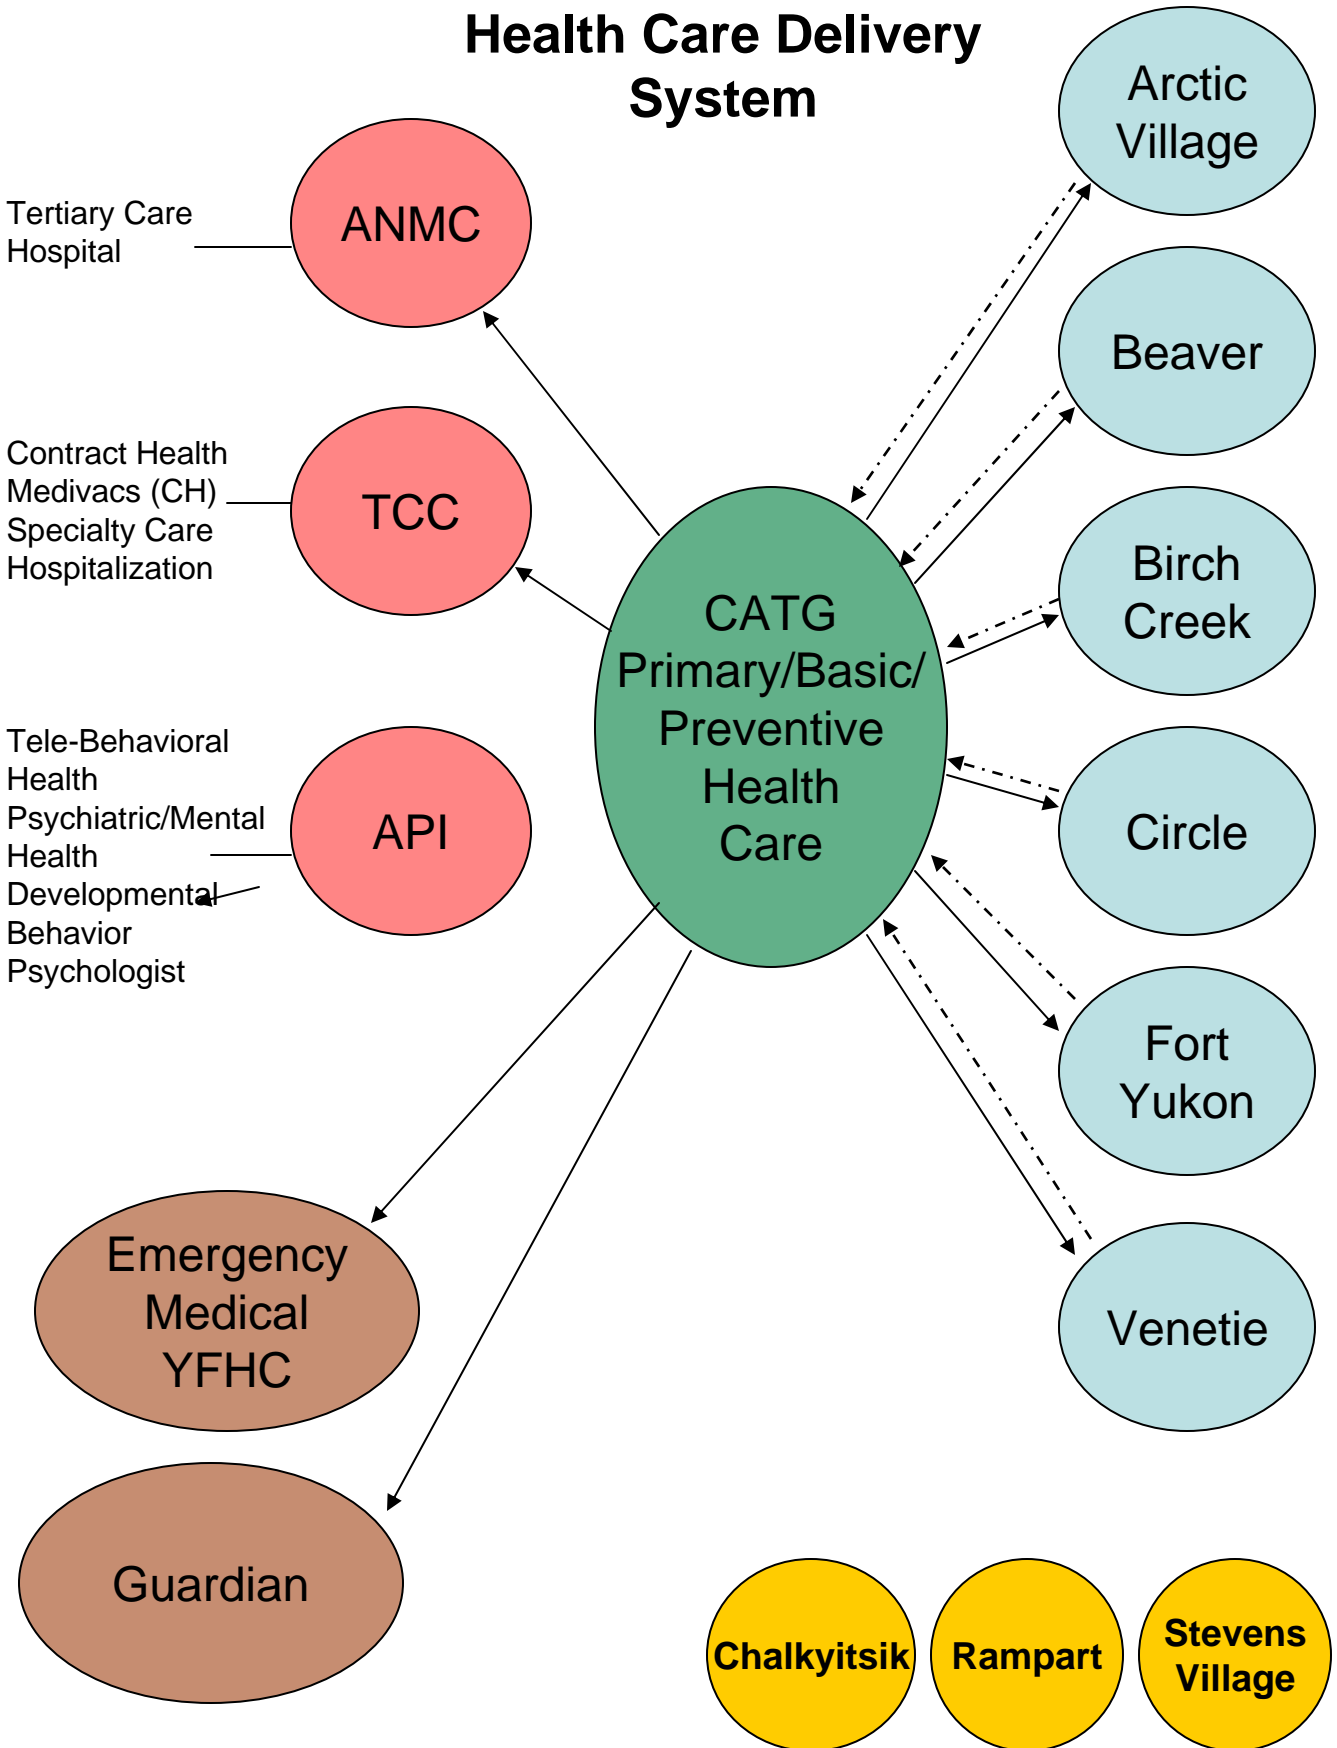 Health Care Delivery
System
Tertiary Care
Hospital
ANMC
Contract Health
Medivacs (CH)
Specialty Care
Hospitalization
TCC
Tele-Behavioral
Health
Psychiatric/Mental
Health
Developmental
Behavior
Psychologist
API
CATG
Primary/Basic/
Preventive
Health
Care
Arctic
Village
Beaver
Birch
Creek
Circle
Fort
Yukon
Venetie
Emergency
Medical
YFHC
Guardian
Chalkyitsik
Rampart
Stevens
Village